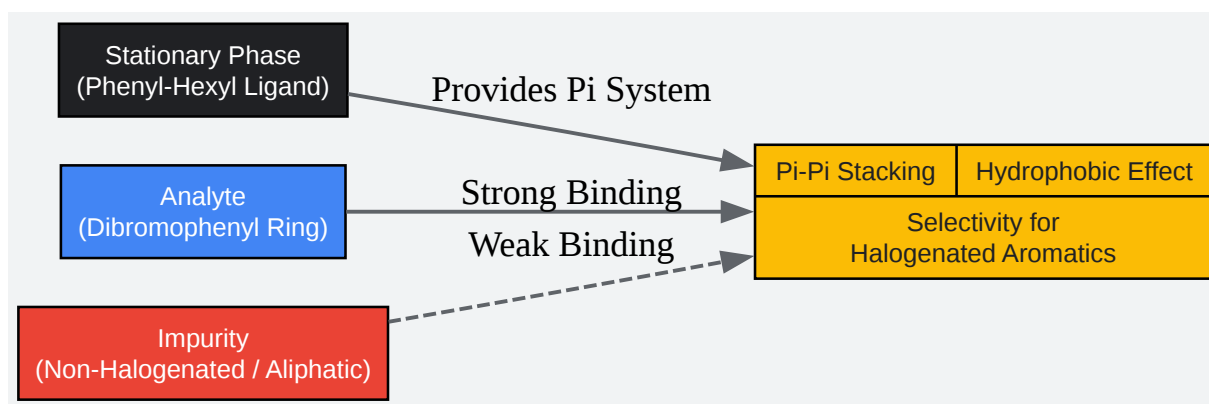 Stationary Phase
(Phenyl-Hexyl Ligand)
Provides Pi System
Analyte
(Dibromophenyl Ring)
Strong Binding
Weak Binding
Impurity
(Non-Halogenated / Aliphatic)
Pi-Pi Stacking
Hydrophobic Effect
Selectivity for
Halogenated Aromatics